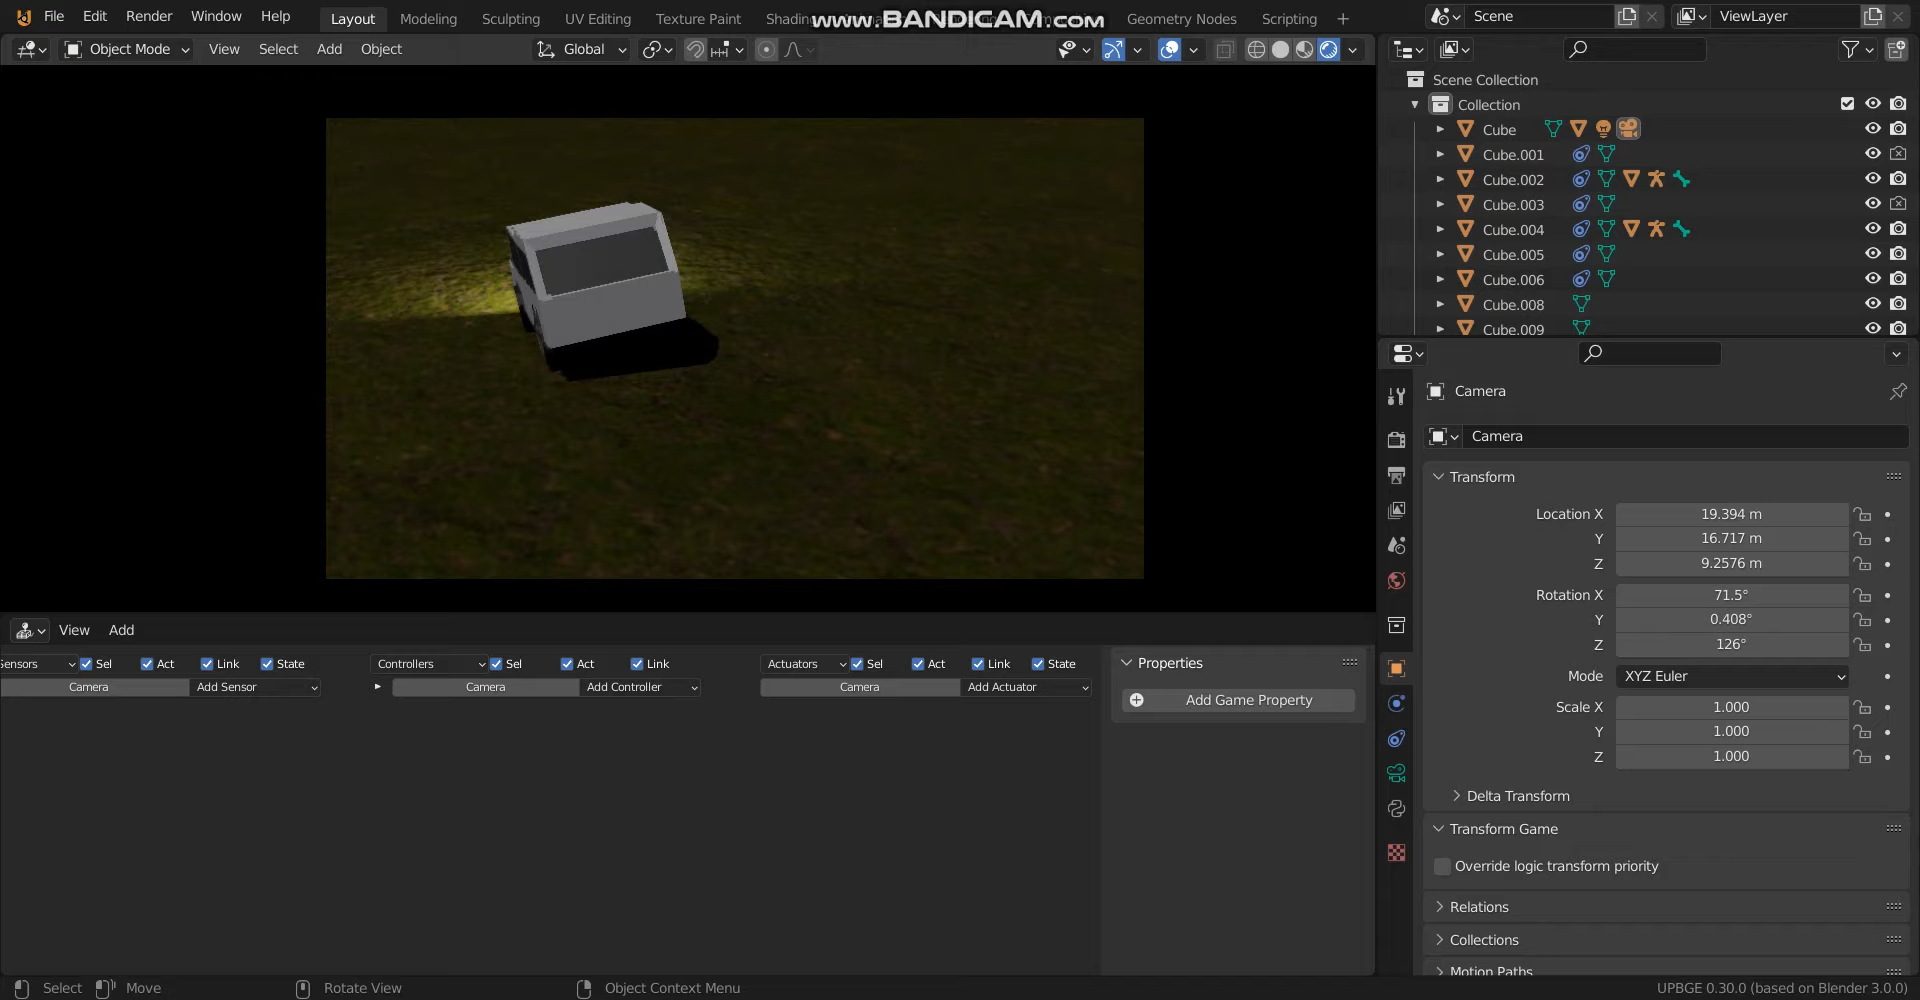 File Edit Render Window Help Layout Modeling Sculpting UV Editing Texture Paint Shading www.BANDICAM.com Geometry Nodes Scripting + Scene ViewLayer
Object Mode View Select Add Object Global
Scene Collection
Collection
Cube
Cube.001
Cube.002
Cube.003
Cube.004
Cube.005
Cube.006
Cube.008
Cube.009
Camera
Camera
Transform
Location X 19.394 m
Y 16.717 m
Z 9.2576 m
Rotation X 71.5°
Y 0.408°
Z 126°
Mode XYZ Euler
Scale X 1.000
Y 1.000
Z 1.000
Delta Transform
Transform Game
Override logic transform priority
Relations
Collections
Motion Paths
View Add
Sensors Sel Act Link State Controllers Sel Act Link Actuators Sel Act Link State
Camera Add Sensor Camera Add Controller Camera Add Actuator
Properties
Add Game Property
Select Move Rotate View Object Context Menu UPBGE 0.30.0 (based on Blender 3.0.0)